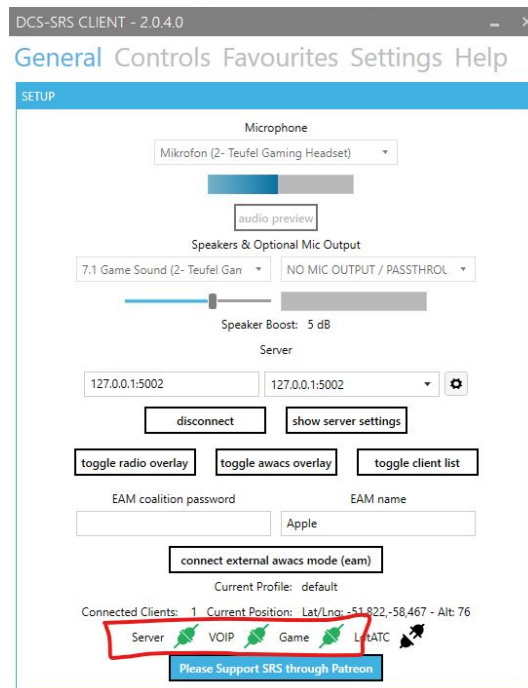 DCS-SRS CLIENT - 2.0.4.0
General Controls Favourites Settings Help
SETUP
Microphone
Mikrofon (2- Teufel Gaming Headset)
audio preview
Speakers & Optional Mic Output
7.1 Game Sound (2- Teufel Gan NO MIC OUTPUT / PASSTHROU
Speaker Boost: 5 dB
Server
127.0.0.1:5002 127.0.0.1:5002
disconnect show server settings
toggle radio overlay toggle awacs overlay toggle client list
EAM coalition password EAM name
Apple
connect external awacs mode (eam)
Current Profile: default
Connected Clients: 1 Current Position: Lat/Lng: -51,822,-58,467 - Alt: 76
Server VOIP Game LotATC
Please Support SRS through Patreon